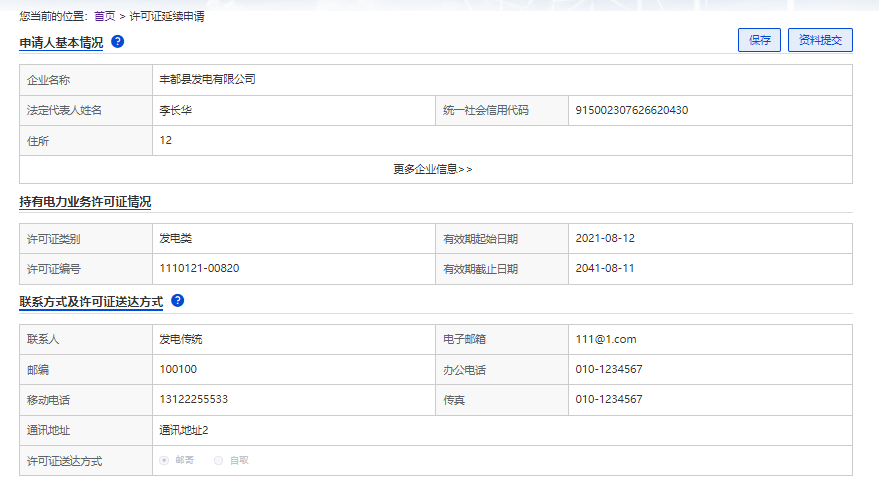 您当前的位置: 首页 > 许可证延续申请
申请人基本情况 ?
保存 资料提交
企业名称 丰都县发电有限公司
法定代表人姓名 李长华 统一社会信用代码 915002307626620430
住所 12
更多企业信息>>
持有电力业务许可证情况
许可证类别 发电类 有效期起始日期 2021-08-12
许可证编号 1110121-00820 有效期截止日期 2041-08-11
联系方式及许可证送达方式 ?
联系人 发电传统 电子邮箱 111@1.com
邮编 100100 办公电话 010-1234567
移动电话 13122255533 传真 010-1234567
通讯地址 通讯地址2
许可证送达方式 邮寄 自取